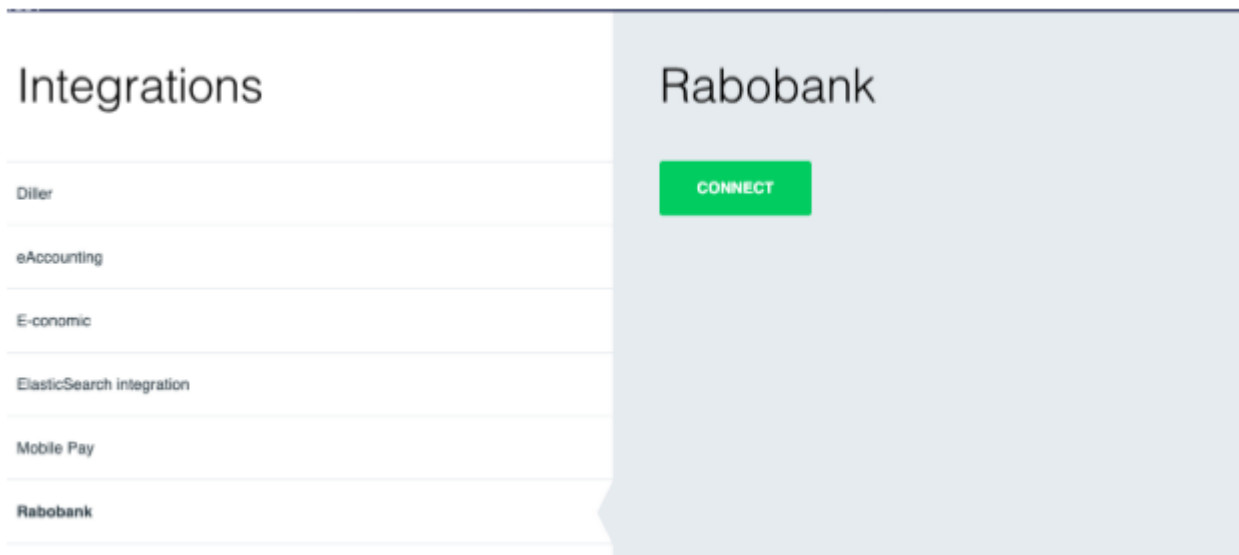 Integrations
Diller
eAccounting
E-conomic
ElasticSearch integration
Mobile Pay
Rabobank
Rabobank
CONNECT